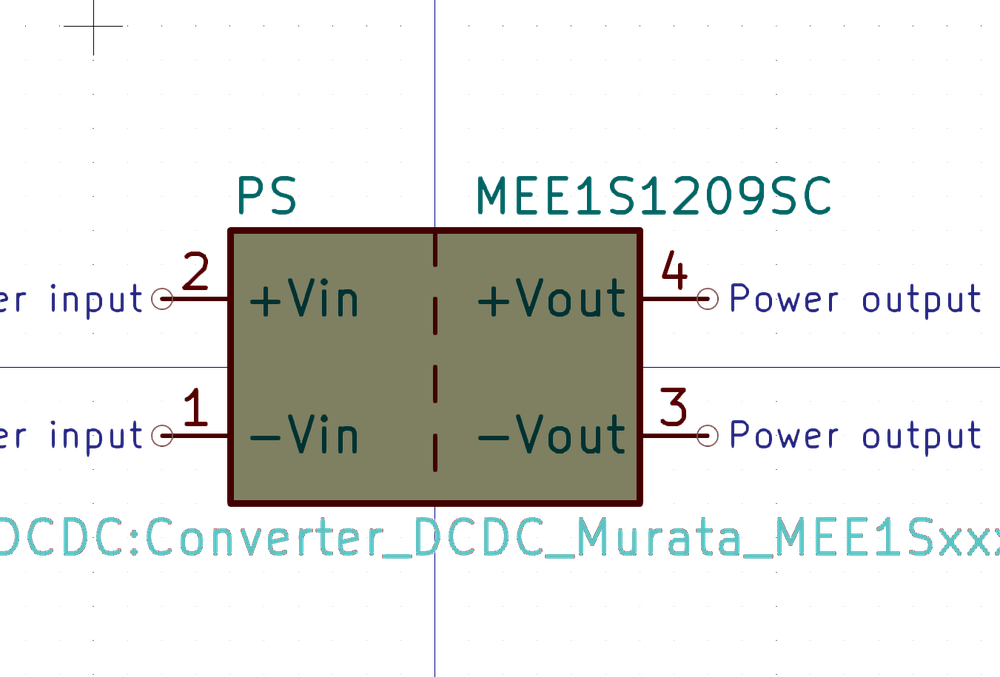 PS MEE1S1209SC
2 4
er input +Vin +Vout Power output
1 3
er input -Vin -Vout Power output
DCDC:Converter_DCDC_Murata_MEE1Sxxx